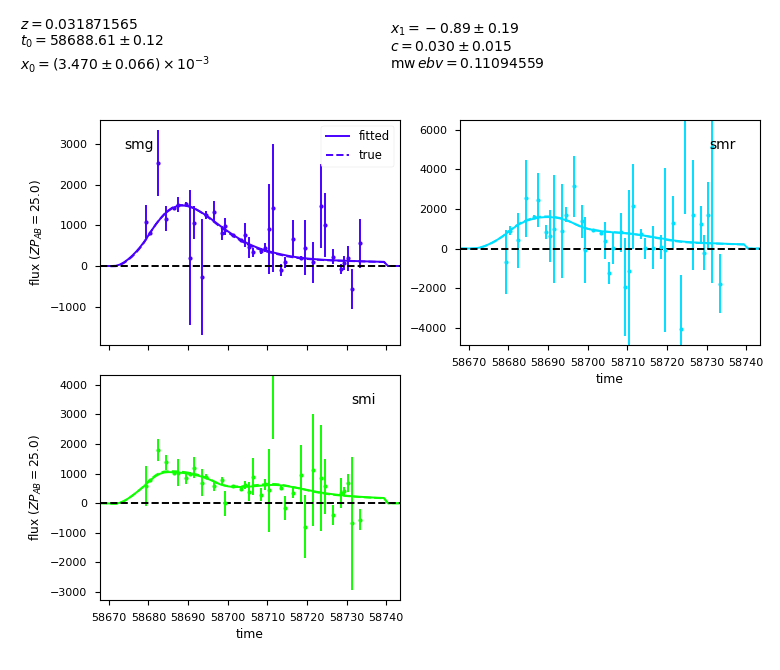 z = 0.031871565
t₀ = 58688.61 ± 0.12
x₀ = (3.470 ± 0.066) × 10⁻³
x₁ = −0.89 ± 0.19
c = 0.030 ± 0.015
mw ebv = 0.11094559
smg
fitted
true
flux (ZP_AB = 25.0)
3000
2000
1000
0
−1000
smr
6000
4000
2000
0
−2000
−4000
58670 58680 58690 58700 58710 58720 58730 58740
time
smi
flux (ZP_AB = 25.0)
4000
3000
2000
1000
0
−1000
−2000
−3000
58670 58680 58690 58700 58710 58720 58730 58740
time